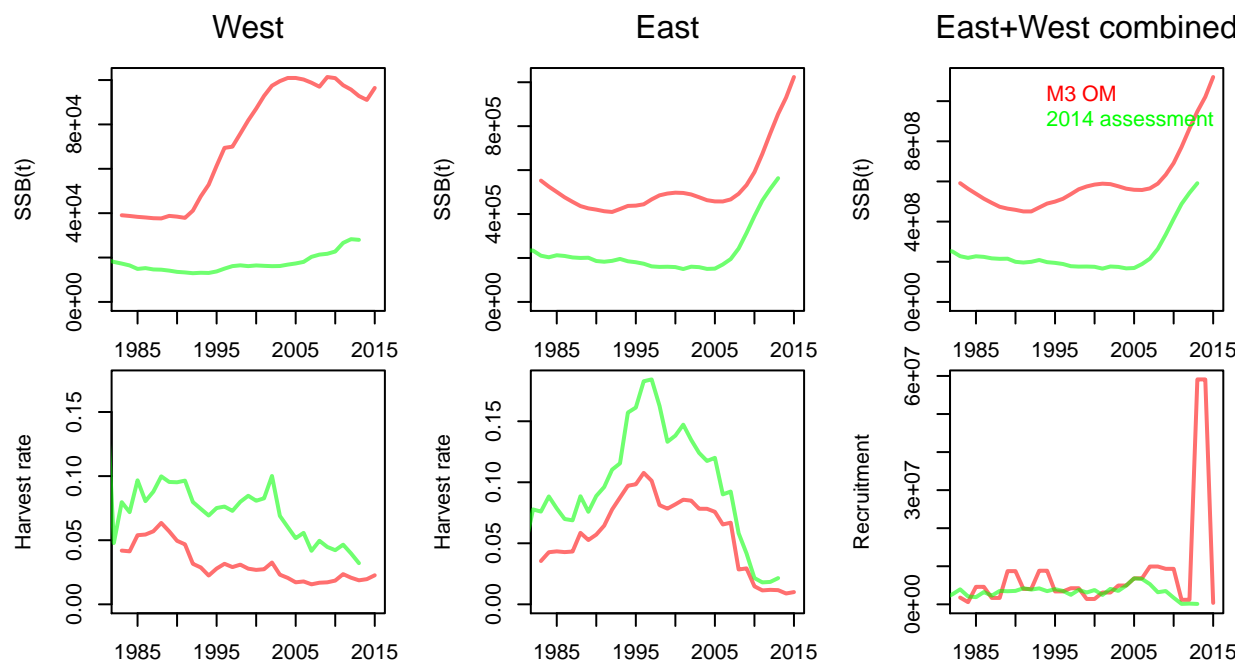 West East East+West combined
SSB(t) 0e+00 4e+04 8e+04
SSB(t) 0e+00 4e+05 8e+05
SSB(t) 0e+00 4e+08 8e+08
M3 OM
2014 assessment
1985 1995 2005 2015
1985 1995 2005 2015
1985 1995 2005 2015
Harvest rate 0.00 0.05 0.10 0.15
Harvest rate 0.00 0.05 0.10 0.15
Recruitment 0e+00 3e+07 6e+07
1985 1995 2005 2015
1985 1995 2005 2015
1985 1995 2005 2015